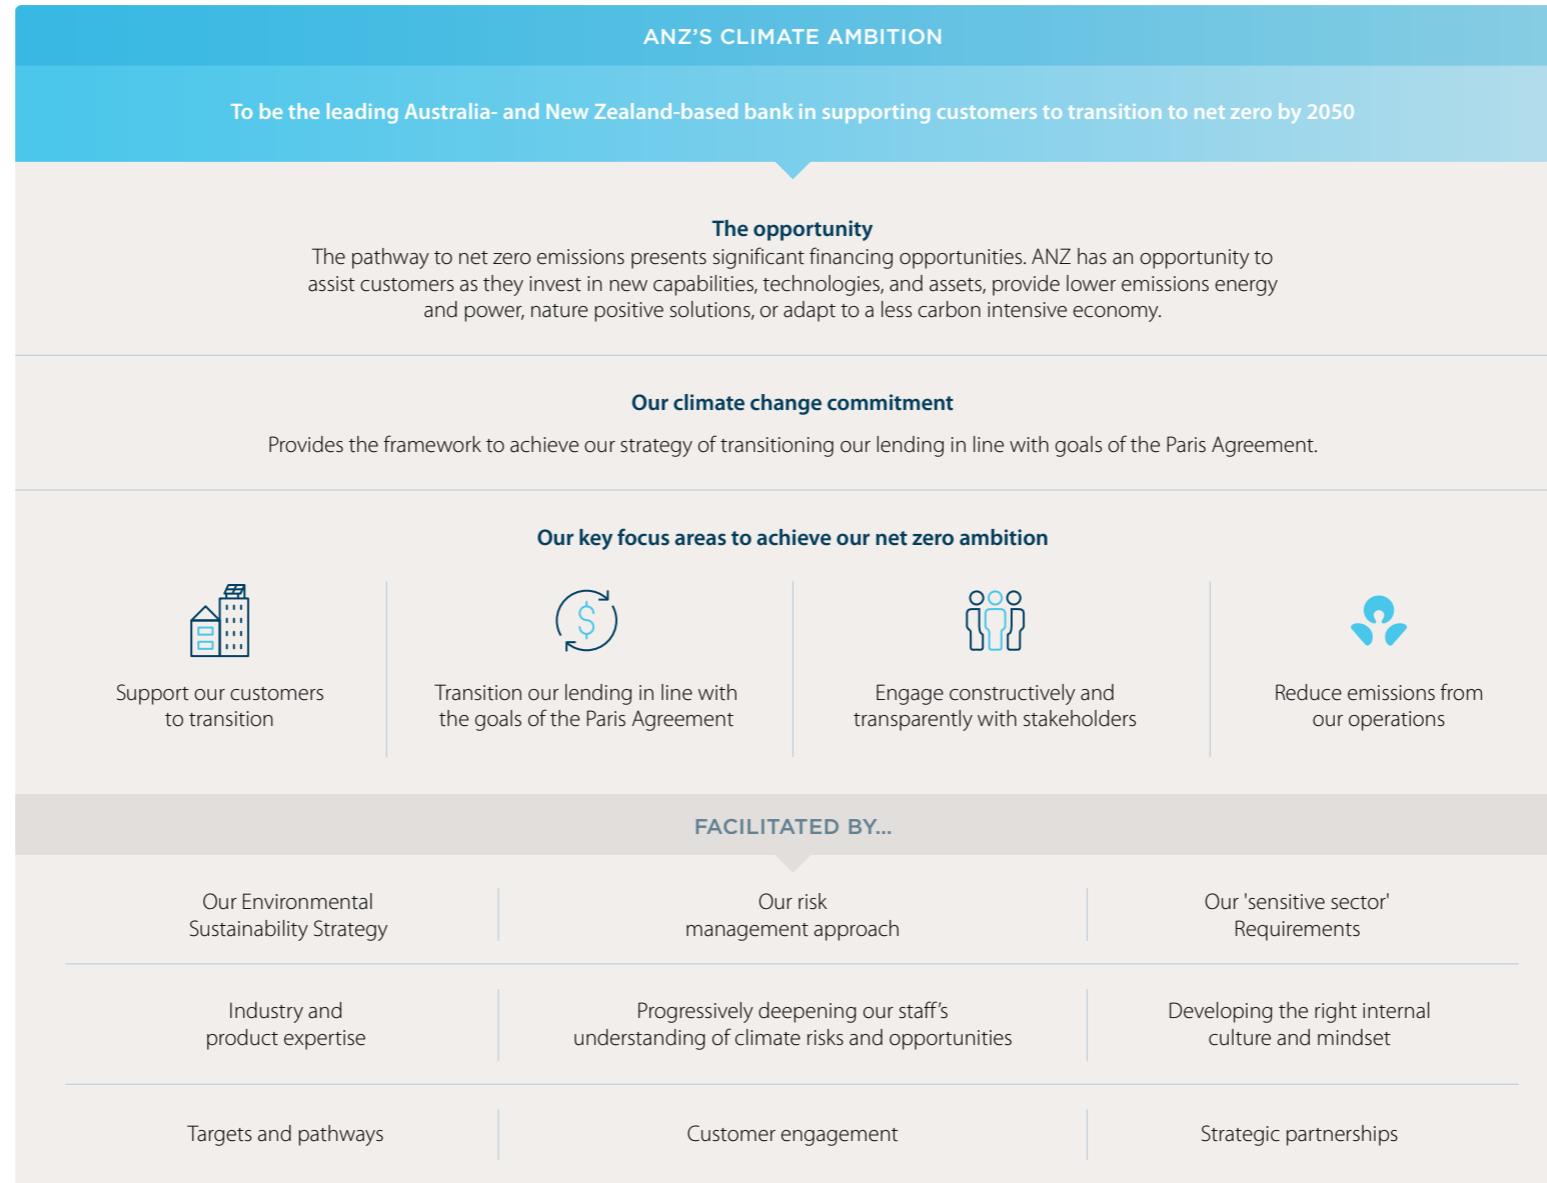 ANZ'S CLIMATE AMBITION
To be the leading Australia- and New Zealand-based bank in supporting customers to transition to net zero by 2050
The opportunity
The pathway to net zero emissions presents significant financing opportunities. ANZ has an opportunity to
assist customers as they invest in new capabilities, technologies, and assets, provide lower emissions energy
and power, nature positive solutions, or adapt to a less carbon intensive economy.
Our climate change commitment
Provides the framework to achieve our strategy of transitioning our lending in line with goals of the Paris Agreement.
Our key focus areas to achieve our net zero ambition
$
Support our customers
to transition
Transition our lending in line with
the goals of the Paris Agreement
Engage constructively and
transparently with stakeholders
Reduce emissions from
our operations
FACILITATED BY...
Our Environmental
Sustainability Strategy
Our risk
management approach
Our 'sensitive sector'
Requirements
Industry and
product expertise
Progressively deepening our staff's
understanding of climate risks and opportunities
Developing the right internal
culture and mindset
Targets and pathways
Customer engagement
Strategic partnerships